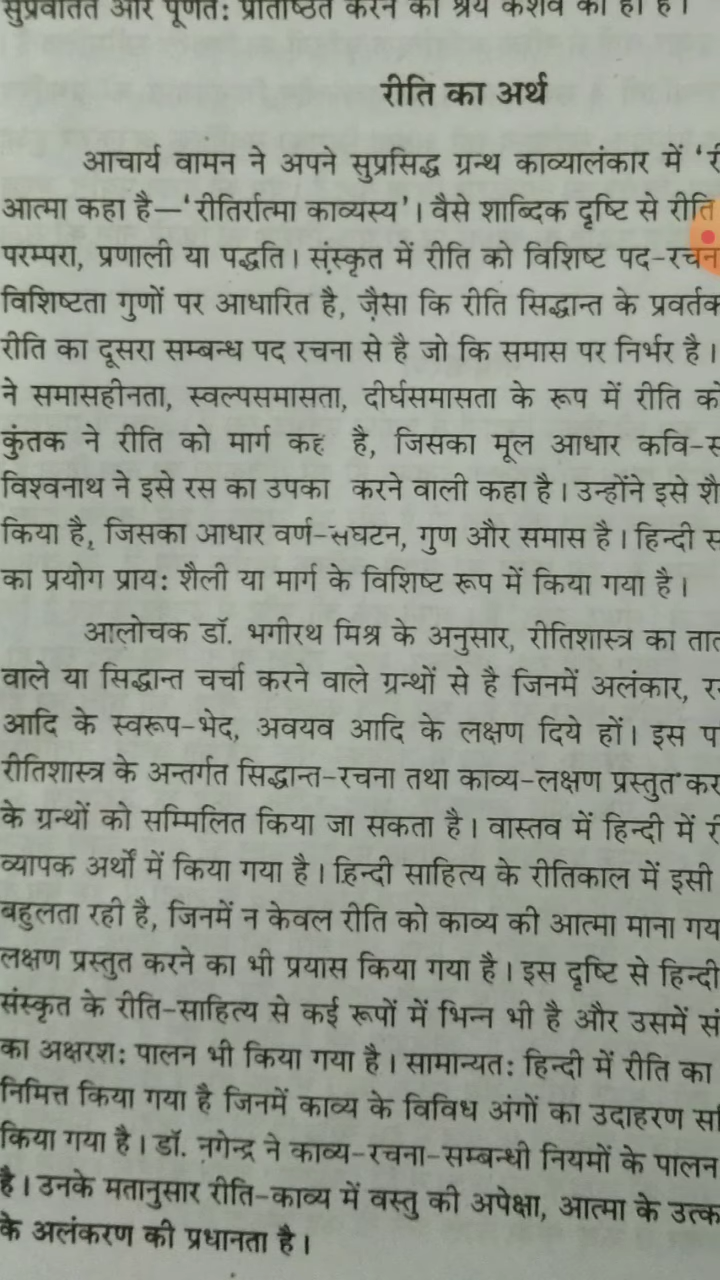 सुप्रवर्तित और पूर्णत: प्रतिष्ठित करने का श्रेय केशव को ही है।
रीति का अर्थ
आचार्य वामन ने अपने सुप्रसिद्ध ग्रन्थ काव्यालंकार में
आत्मा कहा है—‘रीतिर्रात्मा काव्यस्य’। वैसे शाब्दिक दृष्टि से रीति
परम्परा, प्रणाली या पद्धति। संस्कृत में रीति को विशिष्ट
विशिष्टता गुणों पर आधारित है, जैसा कि रीति सिद्धान्त के प्रवर्तक
रीति का दूसरा सम्बन्ध पद रचना से है जो कि समास पर निर्भर है।
ने समासहीनता, स्वल्पसमासता, दीर्घसमासता के रूप में रीति को
कुंतक ने रीति को मार्ग कह है, जिसका मूल आधार
विश्वनाथ ने इसे रस का उपका करने वाली कहा है। उन्होंने इसे
किया है, जिसका आधार वर्ण-संघटन, गुण और समास है। हिन्दी
का प्रयोग प्राय: शैली या मार्ग के विशिष्ट रूप में किया गया है।
आलोचक डॉ. भगीरथ मिश्र के अनुसार, रीतिशास्त्र का
वाले या सिद्धान्त चर्चा करने वाले ग्रन्थों से है जिनमें अलंकार,
आदि के स्वरूप-भेद, अवयव आदि के लक्षण दिये हों। इस
रीतिशास्त्र के अन्तर्गत सिद्धान्त-रचना तथा काव्य-लक्षण प्रस्तुत कर
के ग्रन्थों को सम्मिलित किया जा सकता है। वास्तव में हिन्दी में
व्यापक अर्थों में किया गया है। हिन्दी साहित्य के रीतिकाल में इसी
बहुलता रही है, जिनमें न केवल रीति को काव्य की आत्मा माना गय
लक्षण प्रस्तुत करने का भी प्रयास किया गया है। इस दृष्टि से हिन्दी
संस्कृत के रीति-साहित्य से कई रूपों में भिन्न भी है और उसमें
का अक्षरश: पालन भी किया गया है। सामान्यत: हिन्दी में रीति का
निमित्त किया गया है जिनमें काव्य के विविध अंगों का उदाहरण
किया गया है। डॉ. नगेन्द्र ने काव्य-रचना-सम्बन्धी नियमों के पालन
है। उनके मतानुसार रीति-काव्य में वस्तु की अपेक्षा, आत्मा के उत्क
के अलंकरण की प्रधानता है।